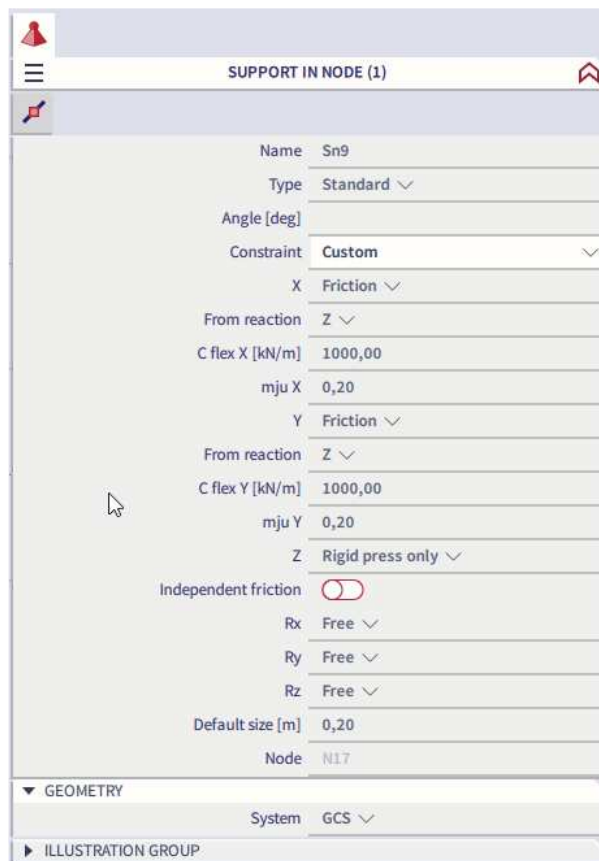 SUPPORT IN NODE (1)
Name Sn9
Type Standard
Angle [deg]
Constraint Custom
X Friction
From reaction Z
C flex X [kN/m] 1000,00
mju X 0,20
Y Friction
From reaction Z
C flex Y [kN/m] 1000,00
mju Y 0,20
Z Rigid press only
Independent friction
Rx Free
Ry Free
Rz Free
Default size [m] 0,20
Node N17
GEOMETRY
System GCS
ILLUSTRATION GROUP